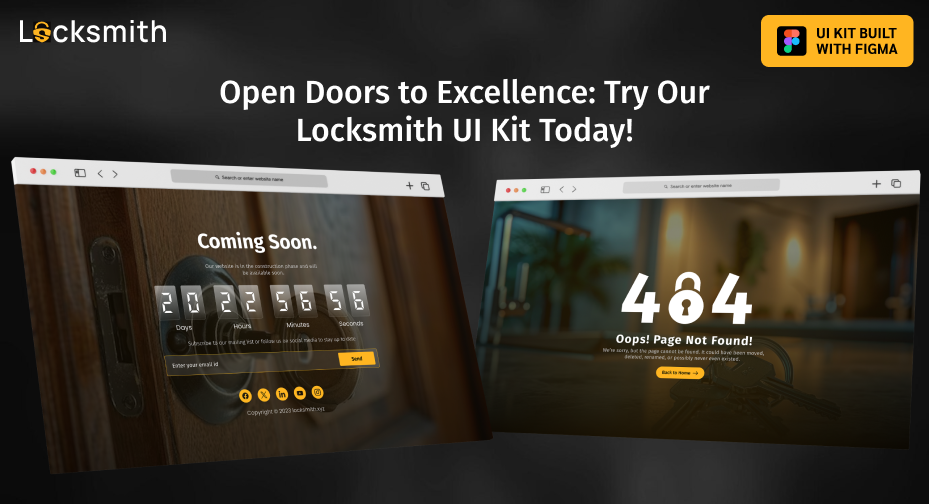 Locksmith
UI KIT BUILT
WITH FIGMA
Open Doors to Excellence: Try Our
Locksmith UI Kit Today!
Search or enter website name
Coming Soon.
Our website is in the construction phase and will
be available soon.
20 22 56 56
Days Hours Minutes Seconds
Subscribe to our mailing list or follow us on social media to stay up to date
Enter your email id
Send
Copyright © 2023 locksmith.xyz
Search or enter website name
404
Oops! Page Not Found!
We're sorry, but the page cannot be found. It could have been moved,
deleted, renamed, or possibly never even existed.
Back to Home →